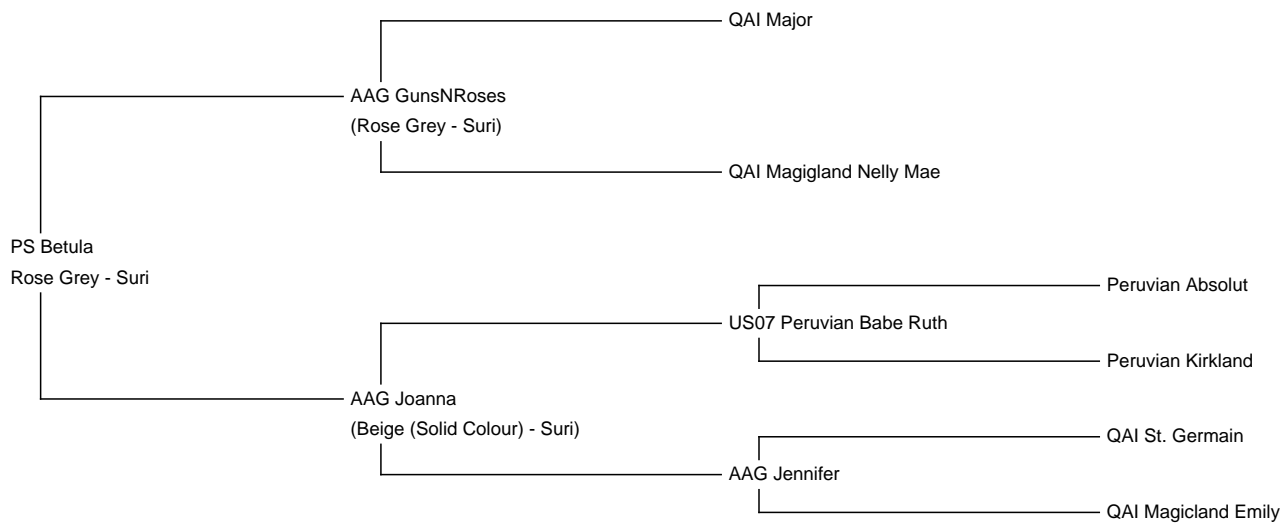 QAI Major
AAG GunsNRoses
(Rose Grey - Suri)
QAI Magigland Nelly Mae
PS Betula
Rose Grey - Suri
Peruvian Absolut
US07 Peruvian Babe Ruth
Peruvian Kirkland
AAG Joanna
(Beige (Solid Colour) - Suri)
QAI St. Germain
AAG Jennifer
QAI Magicland Emily